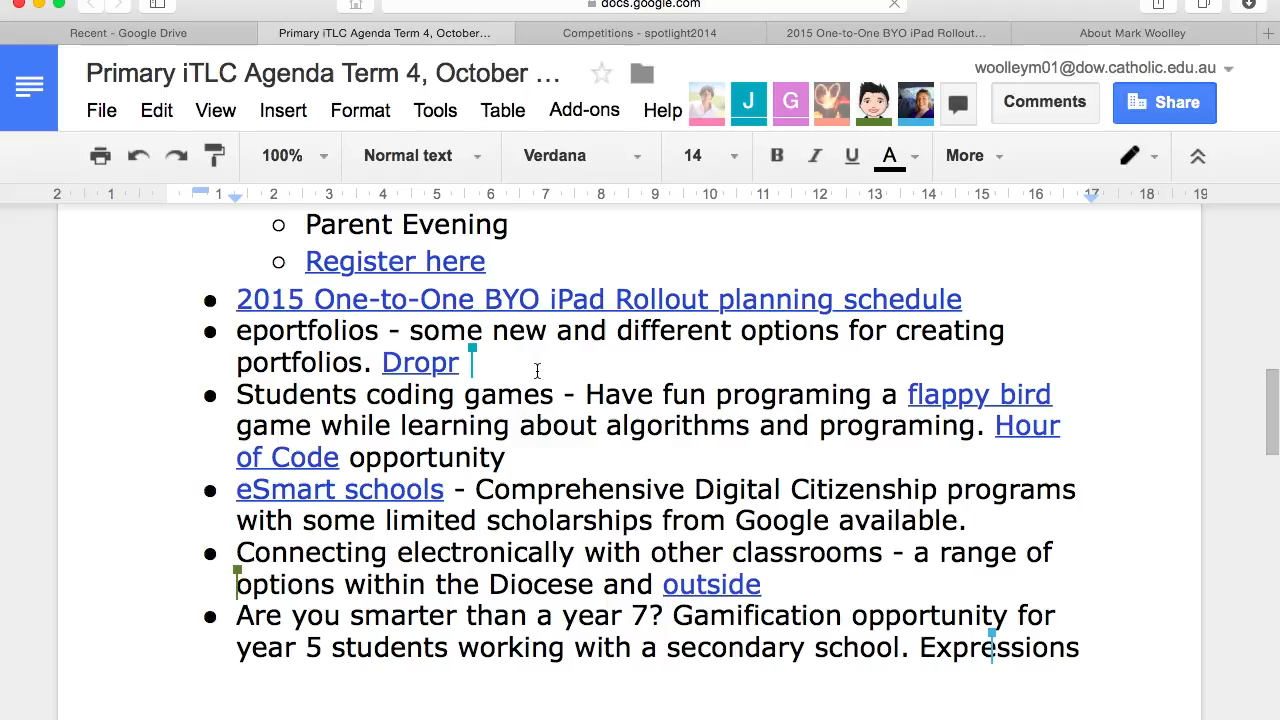 docs.google.com
Recent - Google Drive
Primary iTLC Agenda Term 4, October...
Competitions - spotlight2014
2015 One-to-One BYO iPad Rollout...
About Mark Woolley
Primary iTLC Agenda Term 4, October ...
woolleym01@dow.catholic.edu.au
File Edit View Insert Format Tools Table Add-ons Help
J G
Comments
Share
100% Normal text Verdana 14 B I U A More
2 1 1 2 3 4 5 6 7 8 9 10 11 12 13 14 15 16 17 18 19
Parent Evening
Register here
2015 One-to-One BYO iPad Rollout planning schedule
eportfolios - some new and different options for creating
portfolios. Dropr
Students coding games - Have fun programing a flappy bird
game while learning about algorithms and programing. Hour
of Code opportunity
eSmart schools - Comprehensive Digital Citizenship programs
with some limited scholarships from Google available.
Connecting electronically with other classrooms - a range of
options within the Diocese and outside
Are you smarter than a year 7? Gamification opportunity for
year 5 students working with a secondary school. Expressions